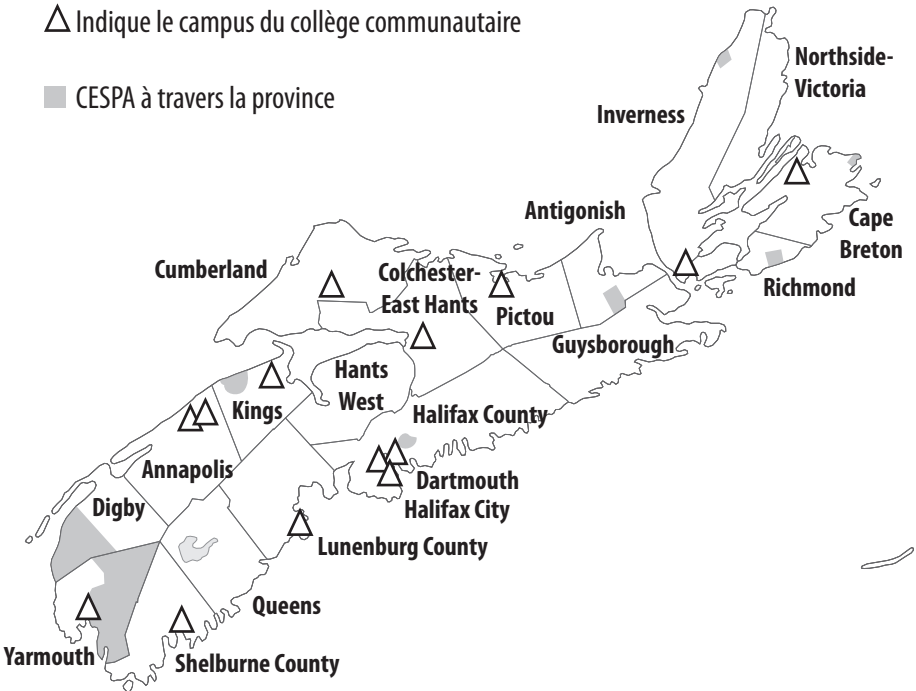 Indique le campus du collège communautaire
CESPA à travers la province
Northside-
Victoria
Inverness
Antigonish
Cape
Breton
Cumberland
Colchester-
East Hants
Richmond
Pictou
Guysborough
Hants
West
Kings
Halifax County
Annapolis
Dartmouth
Digby
Halifax City
Lunenburg County
Queens
Yarmouth
Shelburne County